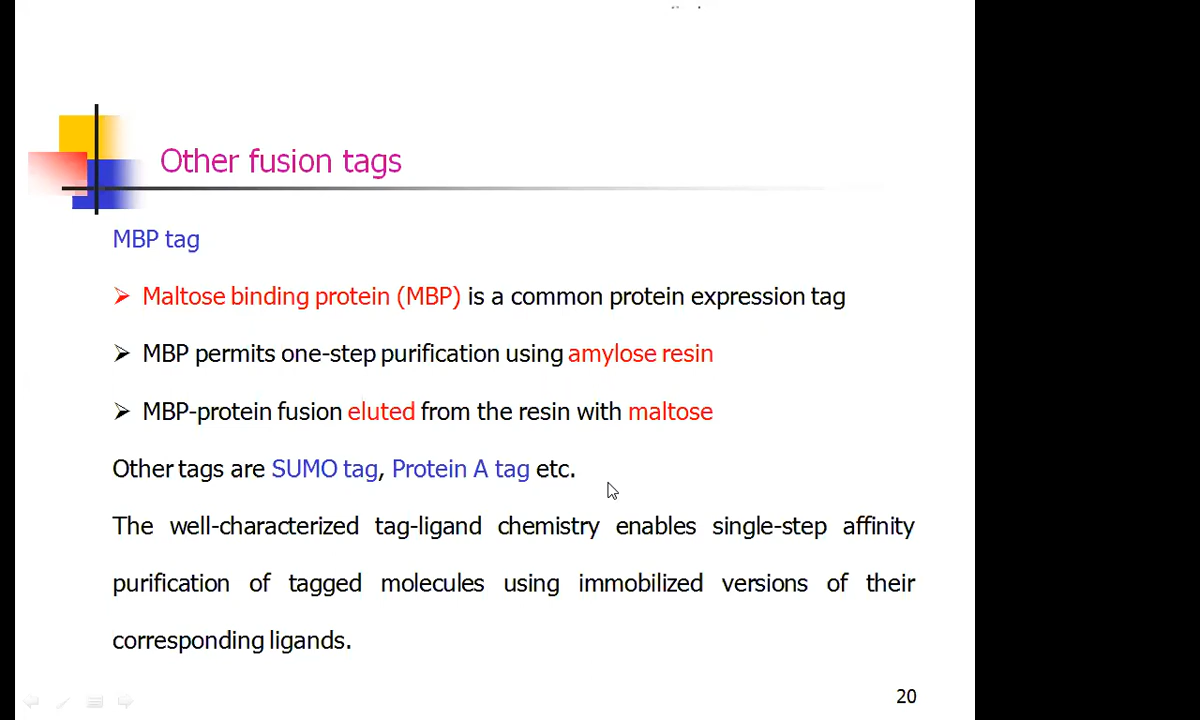 Other fusion tags
MBP tag
➢ Maltose binding protein (MBP) is a common protein expression tag
➢ MBP permits one-step purification using amylose resin
➢ MBP-protein fusion eluted from the resin with maltose
Other tags are SUMO tag, Protein A tag etc.
The well-characterized tag-ligand chemistry enables single-step affinity
purification of tagged molecules using immobilized versions of their
corresponding ligands.
20